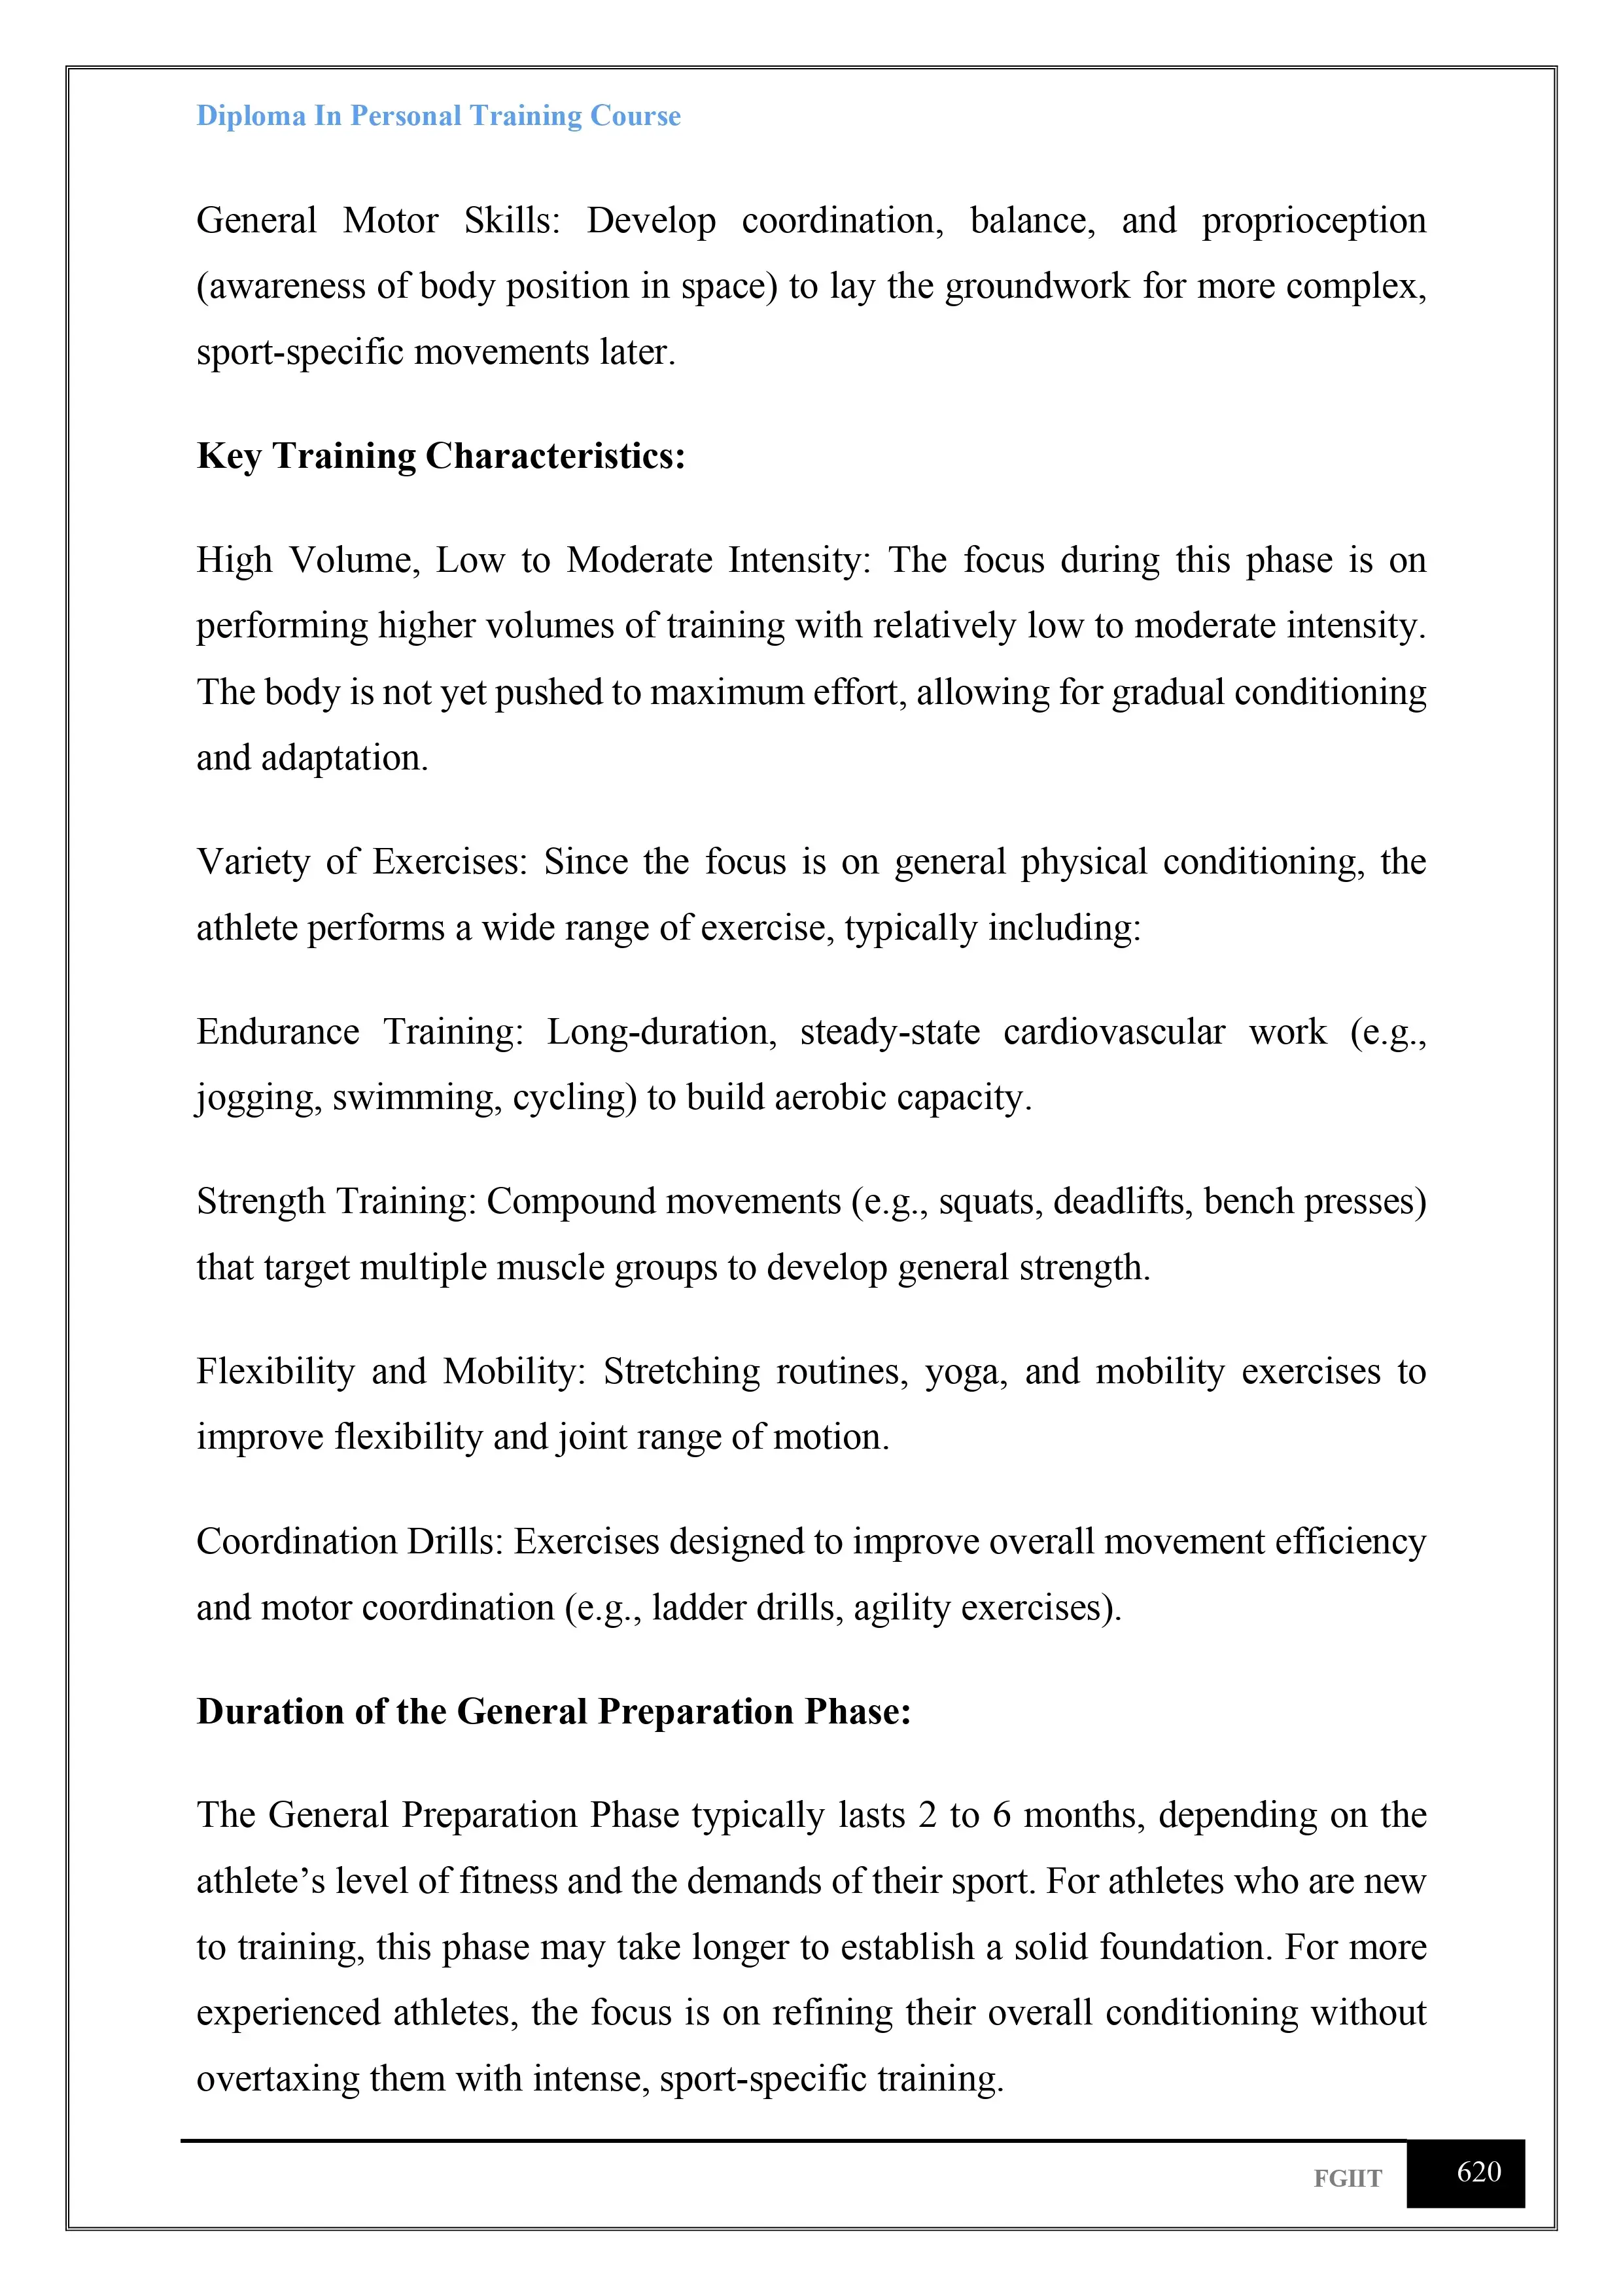 Diploma In Personal Training Course
General Motor Skills: Develop coordination, balance, and proprioception
(awareness of body position in space) to lay the groundwork for more complex,
sport-specific movements later.
Key Training Characteristics:
High Volume, Low to Moderate Intensity: The focus during this phase is on
performing higher volumes of training with relatively low to moderate intensity.
The body is not yet pushed to maximum effort, allowing for gradual conditioning
and adaptation.
Variety of Exercises: Since the focus is on general physical conditioning, the
athlete performs a wide range of exercise, typically including:
Endurance Training: Long-duration, steady-state cardiovascular work (e.g.,
jogging, swimming, cycling) to build aerobic capacity.
Strength Training: Compound movements (e.g., squats, deadlifts, bench presses)
that target multiple muscle groups to develop general strength.
Flexibility and Mobility: Stretching routines, yoga, and mobility exercises to
improve flexibility and joint range of motion.
Coordination Drills: Exercises designed to improve overall movement efficiency
and motor coordination (e.g., ladder drills, agility exercises).
Duration of the General Preparation Phase:
The General Preparation Phase typically lasts 2 to 6 months, depending on the
athlete’s level of fitness and the demands of their sport. For athletes who are new
to training, this phase may take longer to establish a solid foundation. For more
experienced athletes, the focus is on refining their overall conditioning without
overtaxing them with intense, sport-specific training.
FGIIT 620